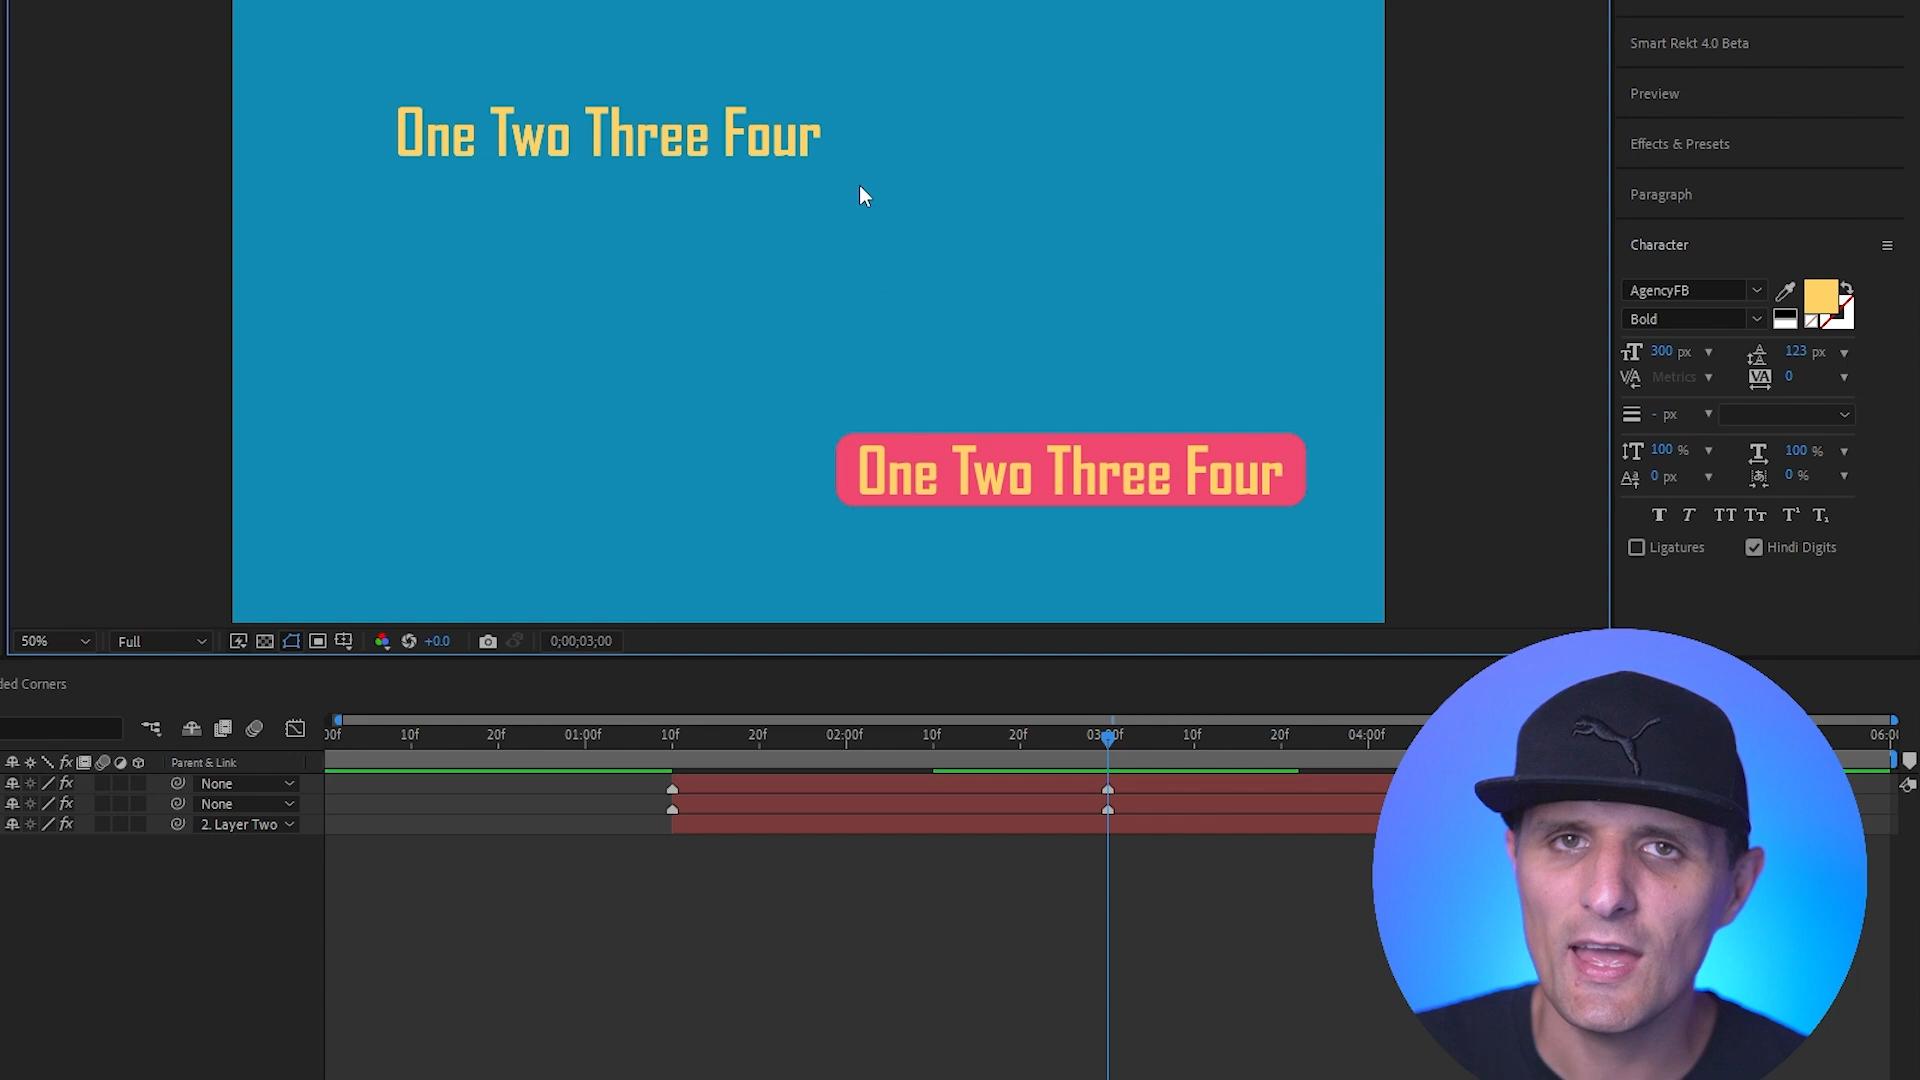 Smart Rekt 4.0 Beta
Preview
Effects & Presets
Paragraph
Character
One Two Three Four
AgencyFB
Bold
300 px
123 px
Metrics
0
- px
100 %
100 %
0 px
0 %
Ligatures
Hindi Digits
One Two Three Four
50%
Full
+0.0
0;00;03;00
ded Corners
00f
10f
20f
01:00f
10f
20f
02:00f
10f
20f
03:00f
10f
20f
04:00f
06:00
Parent & Link
None
None
2. Layer Two